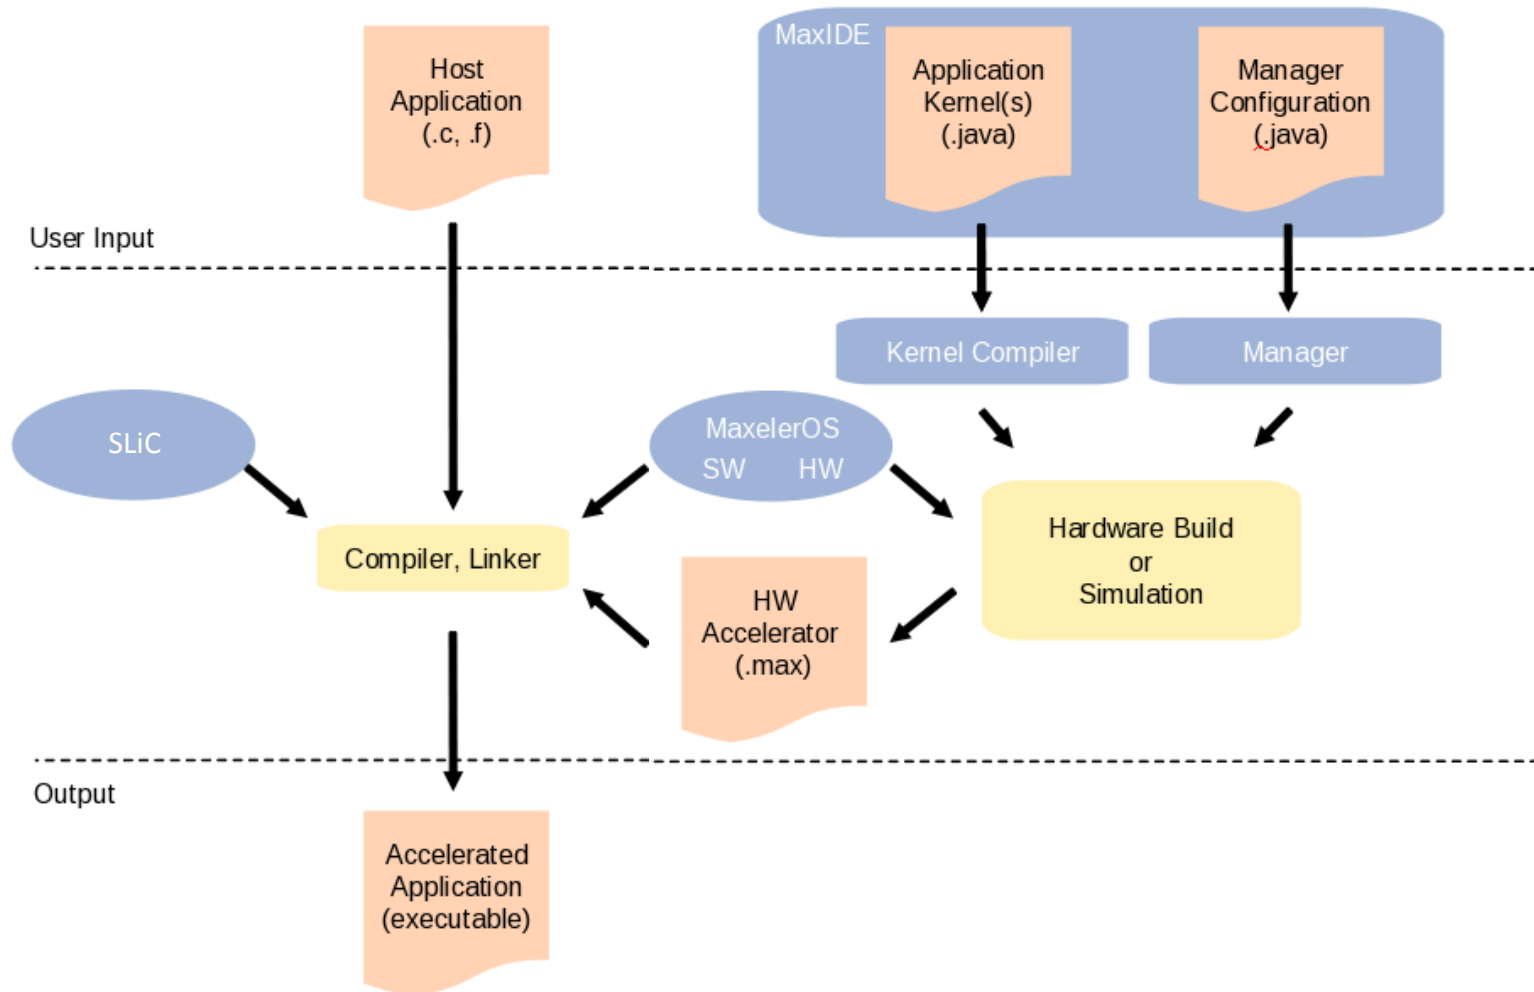 MaxIDE
Host
Application
(.c, .f)
Application
Kernel(s)
(.java)
Manager
Configuration
(.java)
User Input
Kernel Compiler
Manager
SLiC
MaxelerOS
SW HW
Compiler, Linker
Hardware Build
or
Simulation
HW
Accelerator
(.max)
Output
Accelerated
Application
(executable)